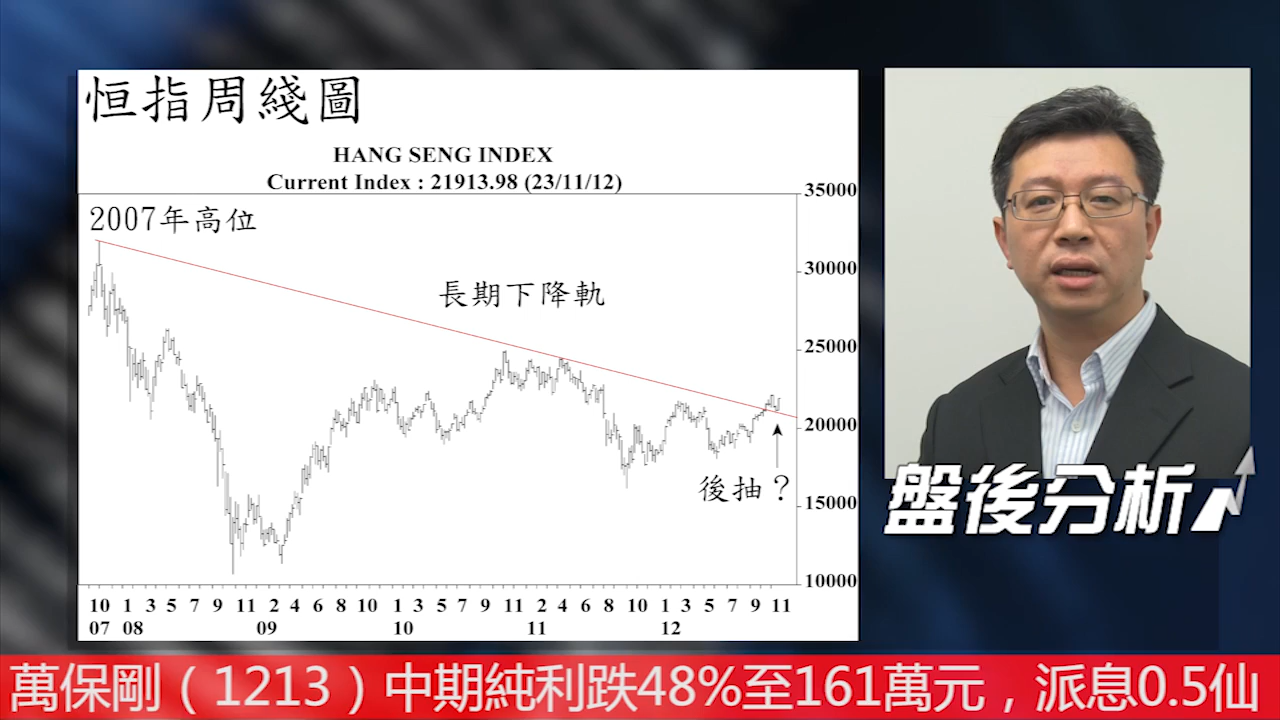 恒指周綫圖
HANG SENG INDEX
Current Index : 21913.98 (23/11/12)
2007年高位
長期下降軌
後抽？
35000
30000
25000
20000
15000
10000
10 1 3 5 7 9 11 2 4 6 8 10 1 3 5 7 9 11 2 4 6 8 10 1 3 5 7 9 11
07 08 09 10 11 12
盤後分析
萬保剛（1213）中期純利跌48%至161萬元，派息0.5仙